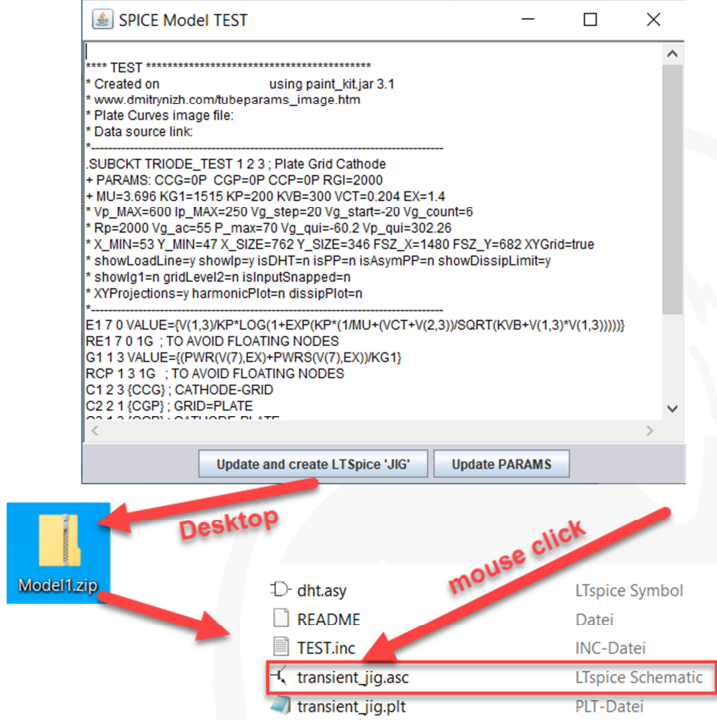 SPICE Model TEST
**** TEST ******************************************
* Created on using paint_kit.jar 3.1
* www.dmitrynizh.com/tubeparams_image.htm
* Plate Curves image file:
* Data source link:
*----------------------------------------------------------------------------------
.SUBCKT TRIODE_TEST 1 2 3 ; Plate Grid Cathode
+ PARAMS: CCG=0P CGP=0P CCP=0P RGI=2000
+ MU=3.696 KG1=1515 KP=200 KVB=300 VCT=0.204 EX=1.4
* Vp_MAX=600 Ip_MAX=250 Vg_step=20 Vg_start=-20 Vg_count=6
* Rp=2000 Vg_ac=55 P_max=70 Vg_qui=-60.2 Vp_qui=302.26
* X_MIN=53 Y_MIN=47 X_SIZE=762 Y_SIZE=346 FSZ_X=1480 FSZ_Y=682 XYGrid=true
* showLoadLine=y showIp=y isDHT=n isPP=n isAsymPP=n showDissipLimit=y
* showIg1=n gridLevel2=n isInputSnapped=n
* XYProjections=y harmonicPlot=n dissipPlot=n
*----------------------------------------------------------------------------------
E1 7 0 VALUE={V(1,3)/KP*LOG(1+EXP(KP*(1/MU+(VCT+V(2,3))/SQRT(KVB+V(1,3)*V(1,3)))))}
RE1 7 0 1G ; TO AVOID FLOATING NODES
G1 1 3 VALUE={(PWR(V(7),EX)+PWRS(V(7),EX))/KG1}
RCP 1 3 1G ; TO AVOID FLOATING NODES
C1 2 3 {CCG} ; CATHODE-GRID
C2 2 1 {CGP} ; GRID=PLATE
C3 1 3 {CCP} ; CATHODE-PLATE
Update and create LTSpice 'JIG'
Update PARAMS
Desktop
mouse click
Model1.zip
dht.asy LTspice Symbol
README Datei
TEST.inc INC-Datei
transient_jig.asc LTspice Schematic
transient_jig.plt PLT-Datei